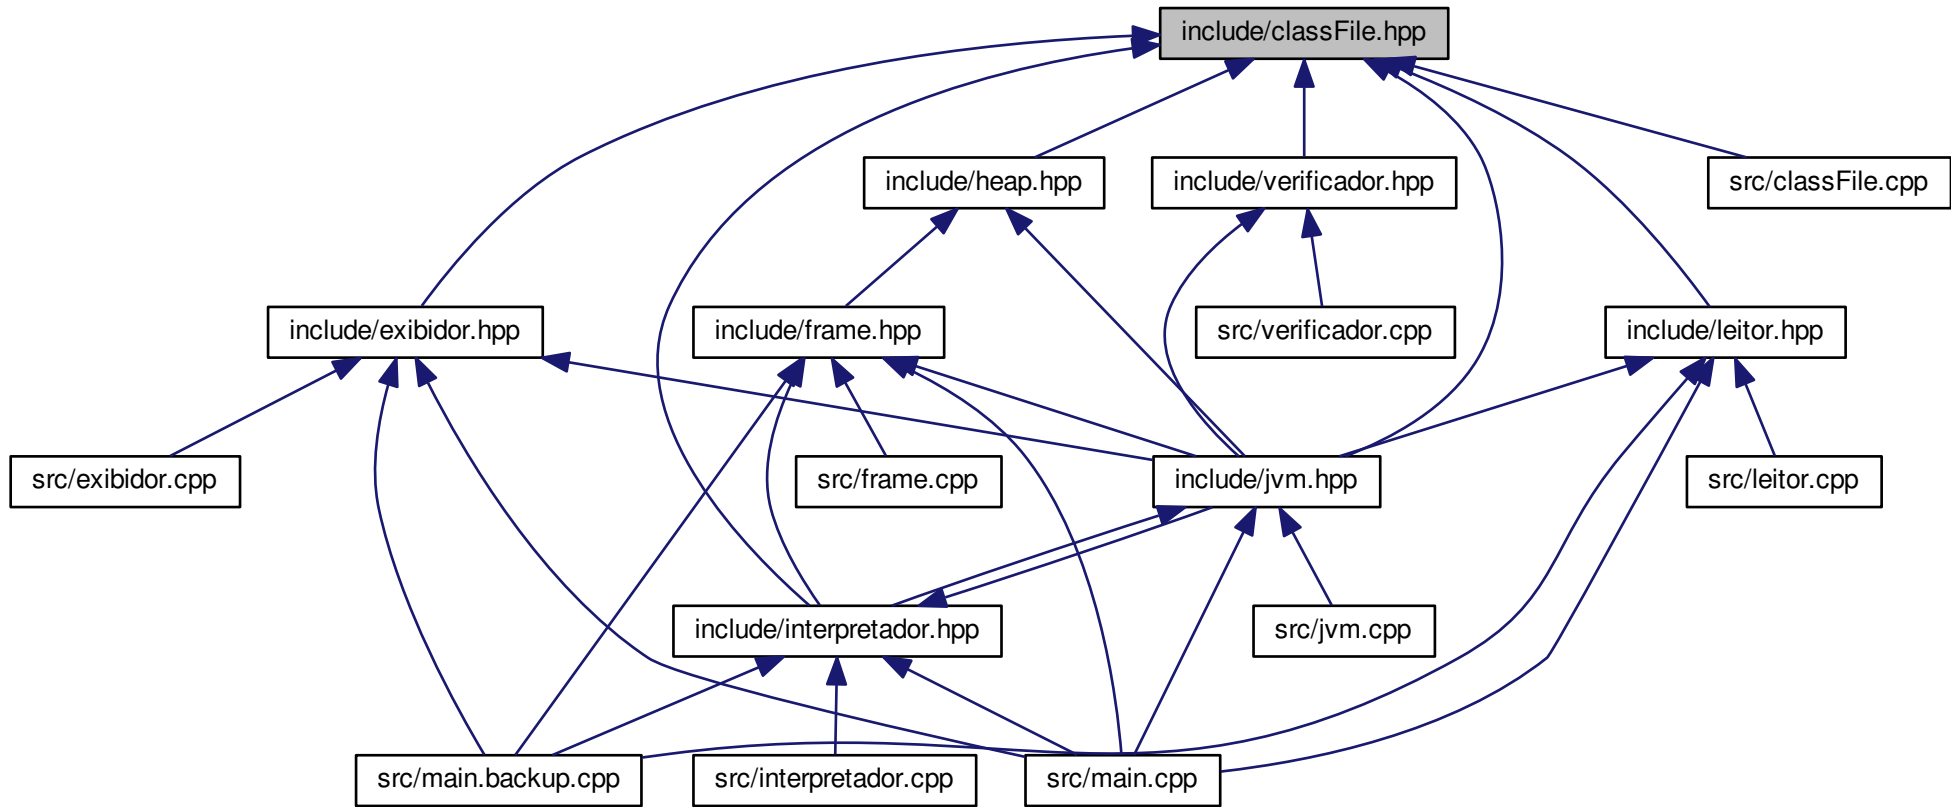 include/classFile.hpp
include/heap.hpp
include/verificador.hpp
src/classFile.cpp
include/exibidor.hpp
include/frame.hpp
src/verificador.cpp
include/leitor.hpp
src/exibidor.cpp
src/frame.cpp
include/jvm.hpp
src/leitor.cpp
include/interpretador.hpp
src/jvm.cpp
src/main.backup.cpp
src/interpretador.cpp
src/main.cpp